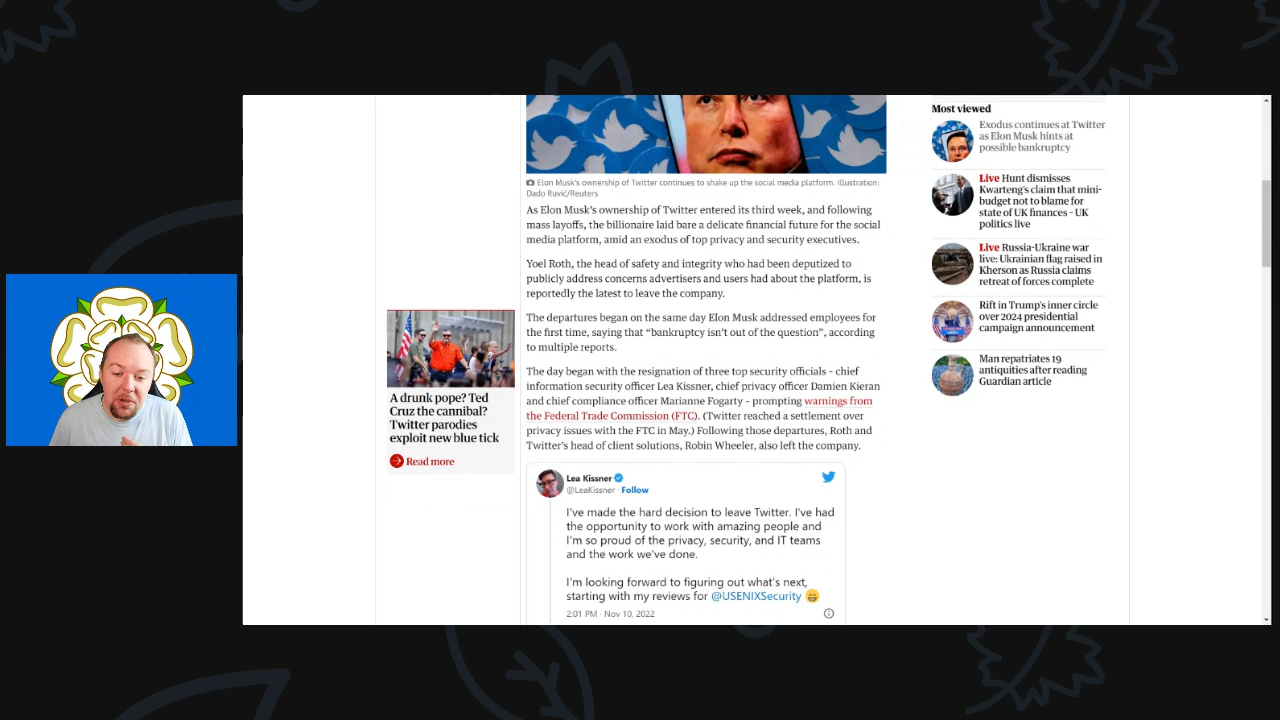 Elon Musk's ownership of Twitter continues to shake up the social media platform. Illustration:
Dado Ruvić/Reuters
As Elon Musk's ownership of Twitter entered its third week, and following
mass layoffs, the billionaire laid bare a delicate financial future for the social
media platform, amid an exodus of top privacy and security executives.
Yoel Roth, the head of safety and integrity who had been deputized to
publicly address concerns advertisers and users had about the platform, is
reportedly the latest to leave the company.
The departures began on the same day Elon Musk addressed employees for
the first time, saying that “bankruptcy isn't out of the question”, according
to multiple reports.
The day began with the resignation of three top security officials – chief
information security officer Lea Kissner, chief privacy officer Damien Kieran
and chief compliance officer Marianne Fogarty – prompting warnings from
the Federal Trade Commission (FTC). (Twitter reached a settlement over
privacy issues with the FTC in May.) Following those departures, Roth and
Twitter's head of client solutions, Robin Wheeler, also left the company.
A drunk pope? Ted
Cruz the cannibal?
Twitter parodies
exploit new blue tick
Read more
Lea Kissner
@LeaKissner · Follow
I've made the hard decision to leave Twitter. I've had
the opportunity to work with amazing people and
I'm so proud of the privacy, security, and IT teams
and the work we've done.
I'm looking forward to figuring out what's next,
starting with my reviews for @USENIXSecurity 😁
2:01 PM · Nov 10, 2022
Most viewed
Exodus continues at Twitter
as Elon Musk hints at
possible bankruptcy
Live Hunt dismisses
Kwarteng's claim that mini-
budget not to blame for
state of UK finances – UK
politics live
Live Russia-Ukraine war
live: Ukrainian flag raised in
Kherson as Russia claims
retreat of forces complete
Rift in Trump's inner circle
over 2024 presidential
campaign announcement
Man repatriates 19
antiquities after reading
Guardian article